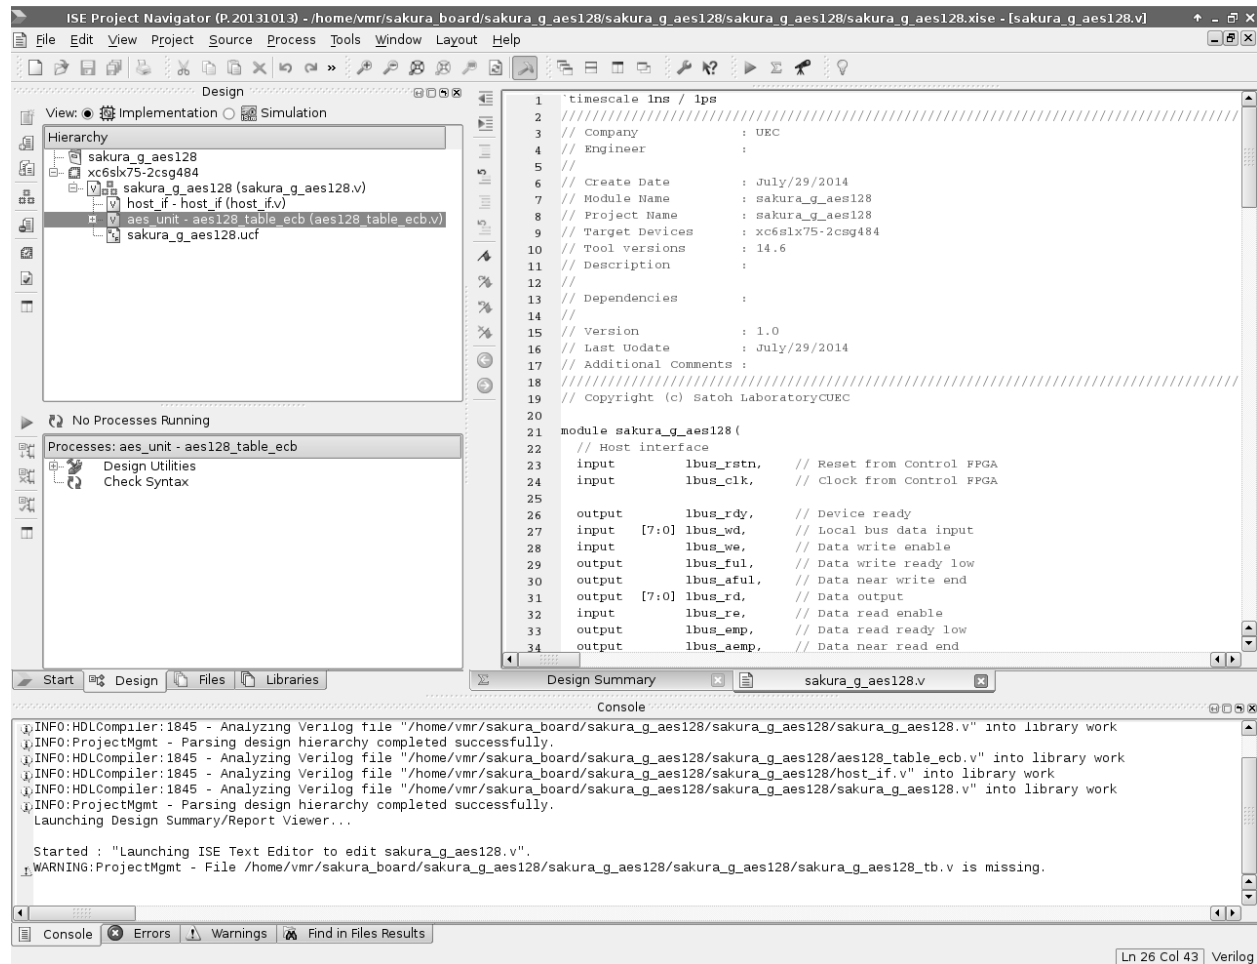 ISE Project Navigator (P.20131013) - /home/vmr/sakura_board/sakura_g_aes128/sakura_g_aes128/sakura_g_aes128/sakura_g_aes128.xise - [sakura_g_aes128.v]
File Edit View Project Source Process Tools Window Layout Help
Design
View: Implementation Simulation
Hierarchy
sakura_g_aes128
xc6slx75-2csg484
sakura_g_aes128 (sakura_g_aes128.v)
host_if - host_if (host_if.v)
aes_unit - aes128_table_ecb (aes128_table_ecb.v)
sakura_g_aes128.ucf
No Processes Running
Processes: aes_unit - aes128_table_ecb
Design Utilities
Check Syntax
Start Design Files Libraries
1 `timescale 1ns / 1ps
2 ///////////////////////////////////////////////////////////////////////////////////////
3 // Company : UEC
4 // Engineer :
5 //
6 // Create Date : July/29/2014
7 // Module Name : sakura_g_aes128
8 // Project Name : sakura_g_aes128
9 // Target Devices : xc6slx75-2csg484
10 // Tool versions : 14.6
11 // Description :
12 //
13 // Dependencies :
14 //
15 // Version : 1.0
16 // Last Uodate : July/29/2014
17 // Additional Comments :
18 ///////////////////////////////////////////////////////////////////////////////////////
19 // Copyright (c) Satoh LaboratoryCUEC
20
21 module sakura_g_aes128(
22 // Host interface
23 input lbus_rstn, // Reset from Control FPGA
24 input lbus_clk, // Clock from Control FPGA
25
26 output lbus_rdy, // Device ready
27 input [7:0] lbus_wd, // Local bus data input
28 input lbus_we, // Data write enable
29 output lbus_ful, // Data write ready low
30 output lbus_aful, // Data near write end
31 output [7:0] lbus_rd, // Data output
32 input lbus_re, // Data read enable
33 output lbus_emp, // Data read ready low
34 output lbus_aemp, // Data near read end
Design Summary sakura_g_aes128.v
Console
INFO:HDLCompiler:1845 - Analyzing Verilog file "/home/vmr/sakura_board/sakura_g_aes128/sakura_g_aes128/sakura_g_aes128/sakura_g_aes128.v" into library work
INFO:ProjectMgmt - Parsing design hierarchy completed successfully.
INFO:HDLCompiler:1845 - Analyzing Verilog file "/home/vmr/sakura_board/sakura_g_aes128/sakura_g_aes128/sakura_g_aes128/aes128_table_ecb.v" into library work
INFO:HDLCompiler:1845 - Analyzing Verilog file "/home/vmr/sakura_board/sakura_g_aes128/sakura_g_aes128/sakura_g_aes128/host_if.v" into library work
INFO:HDLCompiler:1845 - Analyzing Verilog file "/home/vmr/sakura_board/sakura_g_aes128/sakura_g_aes128/sakura_g_aes128/sakura_g_aes128.v" into library work
INFO:ProjectMgmt - Parsing design hierarchy completed successfully.
Launching Design Summary/Report Viewer...
Started : "Launching ISE Text Editor to edit sakura_g_aes128.v".
WARNING:ProjectMgmt - File /home/vmr/sakura_board/sakura_g_aes128/sakura_g_aes128/sakura_g_aes128/sakura_g_aes128_tb.v is missing.
Console Errors Warnings Find in Files Results
Ln 26 Col 43 Verilog